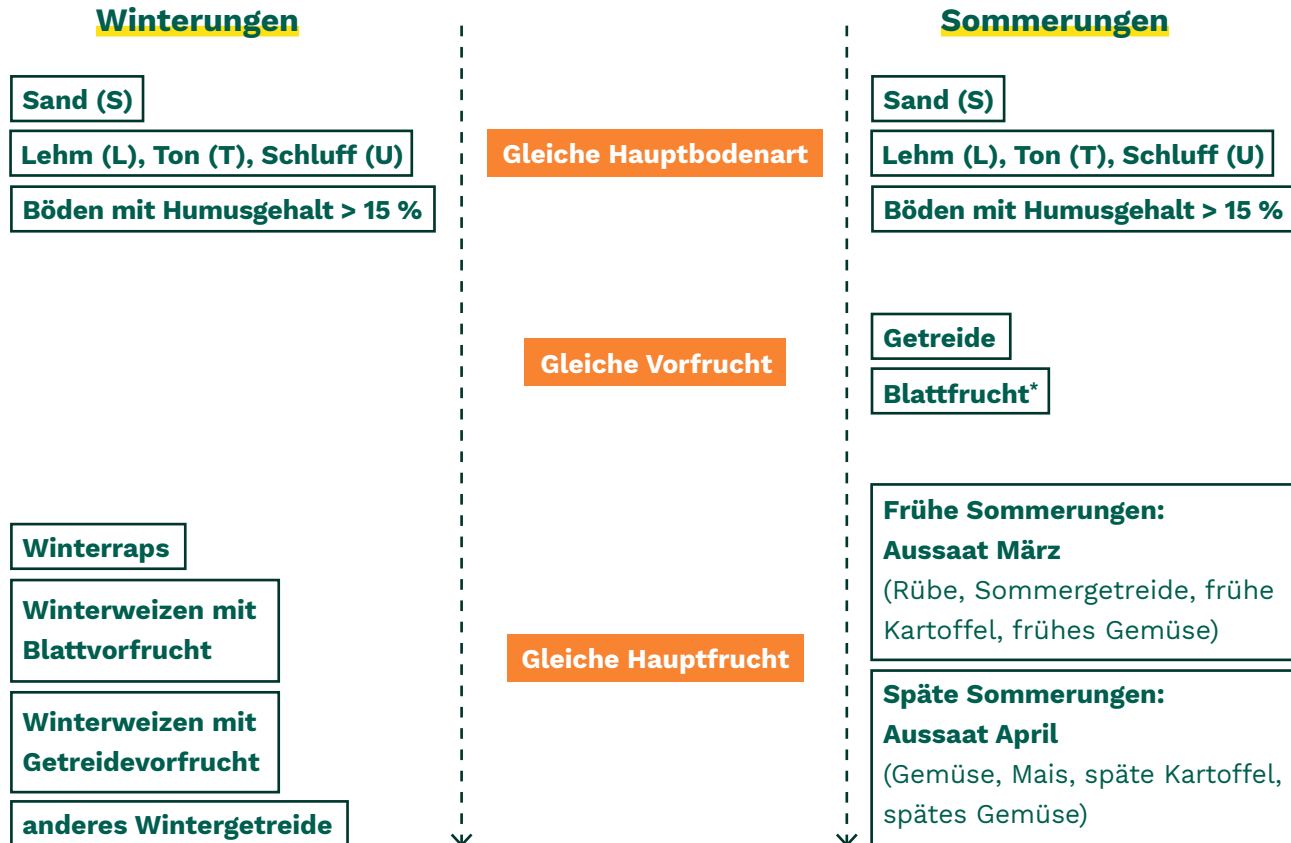 Winterungen
Sommerungen
Sand (S)
Lehm (L), Ton (T), Schluff (U)
Böden mit Humusgehalt > 15 %
Gleiche Hauptbodenart
Sand (S)
Lehm (L), Ton (T), Schluff (U)
Böden mit Humusgehalt > 15 %
Gleiche Vorfrucht
Getreide
Blattfrucht*
Winterraps
Winterweizen mit
Blattvorfrucht
Winterweizen mit
Getreidevorfrucht
anderes Wintergetreide
Gleiche Hauptfrucht
Frühe Sommerungen:
Aussaat März
(Rübe, Sommergetreide, frühe
Kartoffel, frühes Gemüse)
Späte Sommerungen:
Aussaat April
(Gemüse, Mais, späte Kartoffel,
spätes Gemüse)